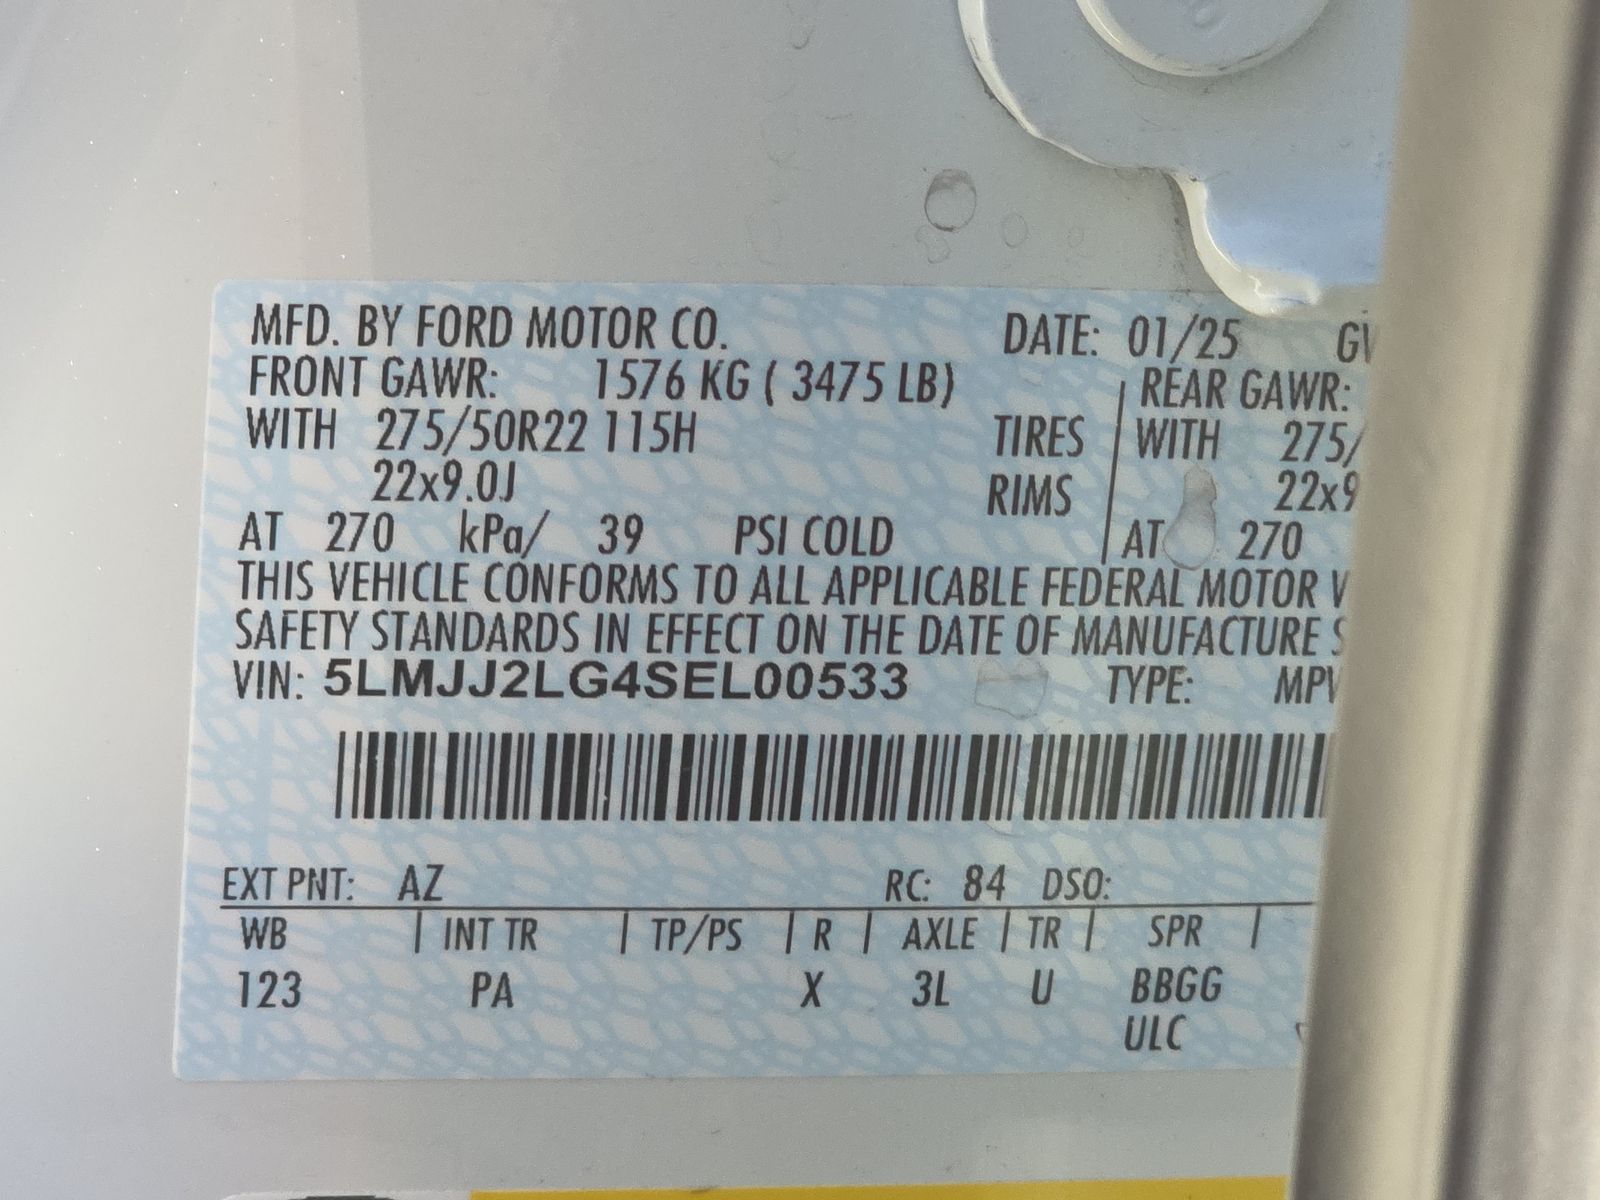 MFD. BY FORD MOTOR CO. DATE: 01/25 GV
FRONT GAWR: 1576 KG ( 3475 LB) REAR GAWR:
WITH 275/50R22 115H TIRES WITH 275/
22x9.0J RIMS 22x9
AT 270 kPa/ 39 PSI COLD AT 270
THIS VEHICLE CONFORMS TO ALL APPLICABLE FEDERAL MOTOR V
SAFETY STANDARDS IN EFFECT ON THE DATE OF MANUFACTURE S
VIN: 5LMJJ2LG4SEL00533 TYPE: MPV
EXT PNT: AZ RC: 84 DSO:
WB | INT TR | TP/PS | R | AXLE | TR | SPR |
123 PA X 3L U BBGG
ULC